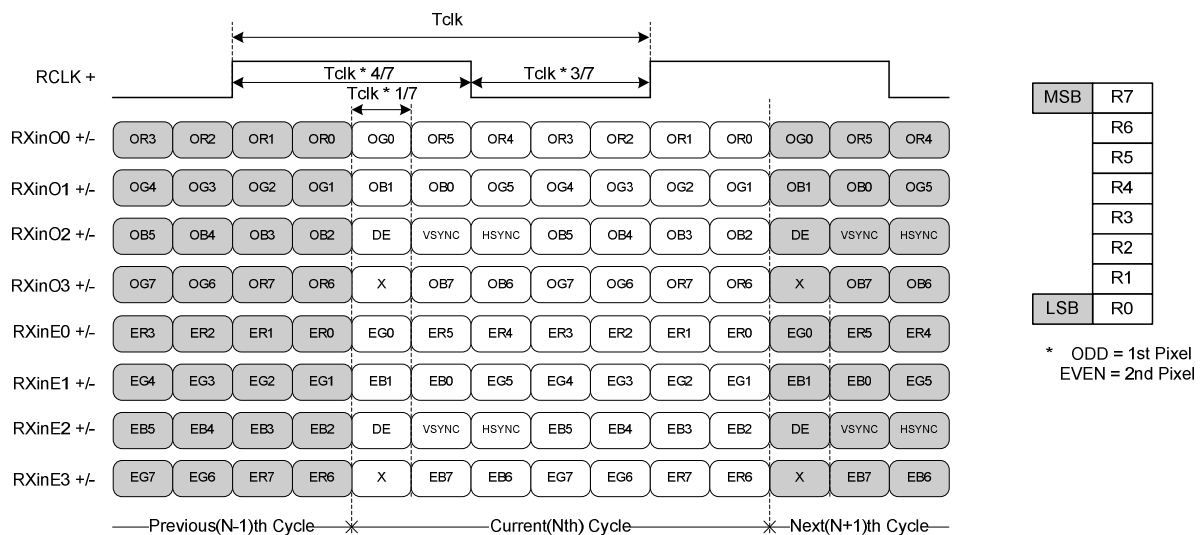 Tclk
RCLK +
Tclk * 4/7
Tclk * 3/7
Tclk * 1/7
RXinO0 +/- OR3 OR2 OR1 OR0 OG0 OR5 OR4 OR3 OR2 OR1 OR0 OG0 OR5 OR4
RXinO1 +/- OG4 OG3 OG2 OG1 OB1 OB0 OG5 OG4 OG3 OG2 OG1 OB1 OB0 OG5
RXinO2 +/- OB5 OB4 OB3 OB2 DE VSYNC HSYNC OB5 OB4 OB3 OB2 DE VSYNC HSYNC
RXinO3 +/- OG7 OG6 OR7 OR6 X OB7 OB6 OG7 OG6 OR7 OR6 X OB7 OB6
RXinE0 +/- ER3 ER2 ER1 ER0 EG0 ER5 ER4 ER3 ER2 ER1 ER0 EG0 ER5 ER4
RXinE1 +/- EG4 EG3 EG2 EG1 EB1 EB0 EG5 EG4 EG3 EG2 EG1 EB1 EB0 EG5
RXinE2 +/- EB5 EB4 EB3 EB2 DE VSYNC HSYNC EB5 EB4 EB3 EB2 DE VSYNC HSYNC
RXinE3 +/- EG7 EG6 ER7 ER6 X EB7 EB6 EG7 EG6 ER7 ER6 X EB7 EB6
Previous(N-1)th Cycle Current(Nth) Cycle Next(N+1)th Cycle
MSB R7
R6
R5
R4
R3
R2
R1
LSB R0
* ODD = 1st Pixel
EVEN = 2nd Pixel